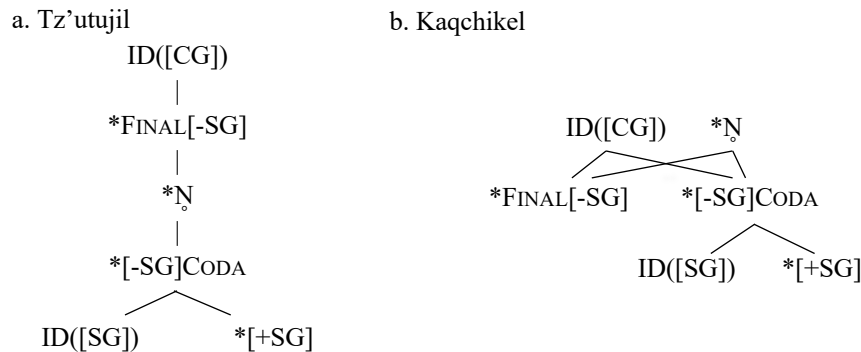 a. Tz’utujil
b. Kaqchikel
ID([CG])
*FINAL[-SG]
*N̥
*[-SG]CODA
ID([SG]) *[+SG]
ID([CG]) *N̥
*FINAL[-SG] *[-SG]CODA
ID([SG]) *[+SG]